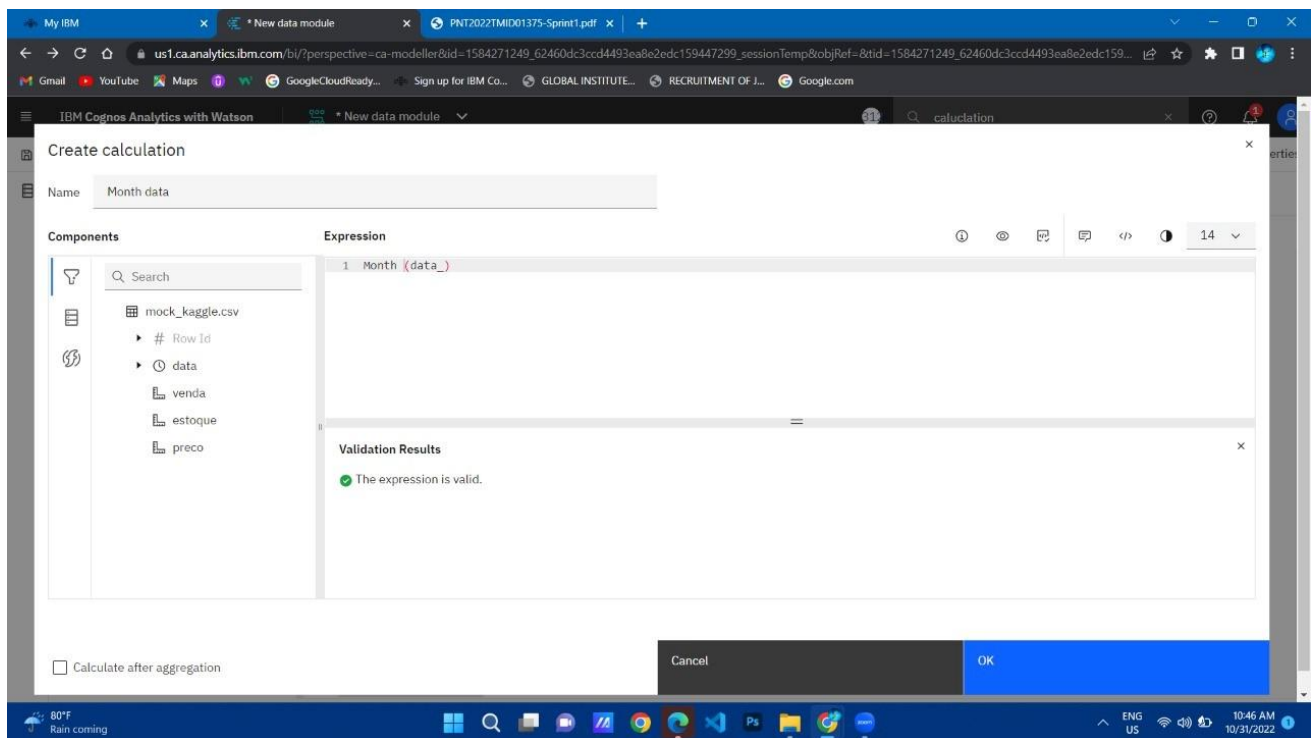 My IBM
* New data module
PNT2022TMID01375-Sprint1.pdf
us1.ca.analytics.ibm.com/bi/?perspective=ca-modeller&id=1584271249_62460dc3ccd4493ea8e2edc159447299_sessionTemp&objRef=&tid=1584271249_62460dc3ccd4493ea8e2edc159...
Gmail YouTube Maps GoogleCloudReady... Sign up for IBM Co... GLOBAL INSTITUTE... RECRUITMENT OF J... Google.com
IBM Cognos Analytics with Watson * New data module 31 caluclation 1
Create calculation
erties
Name Month data
Components Expression 14
1 Month (data_)
Search
mock_kaggle.csv
# Row Id
data
venda
estoque
preco
Validation Results
The expression is valid.
Calculate after aggregation
Cancel OK
80°F
Rain coming
ENG
US
10:46 AM
10/31/2022